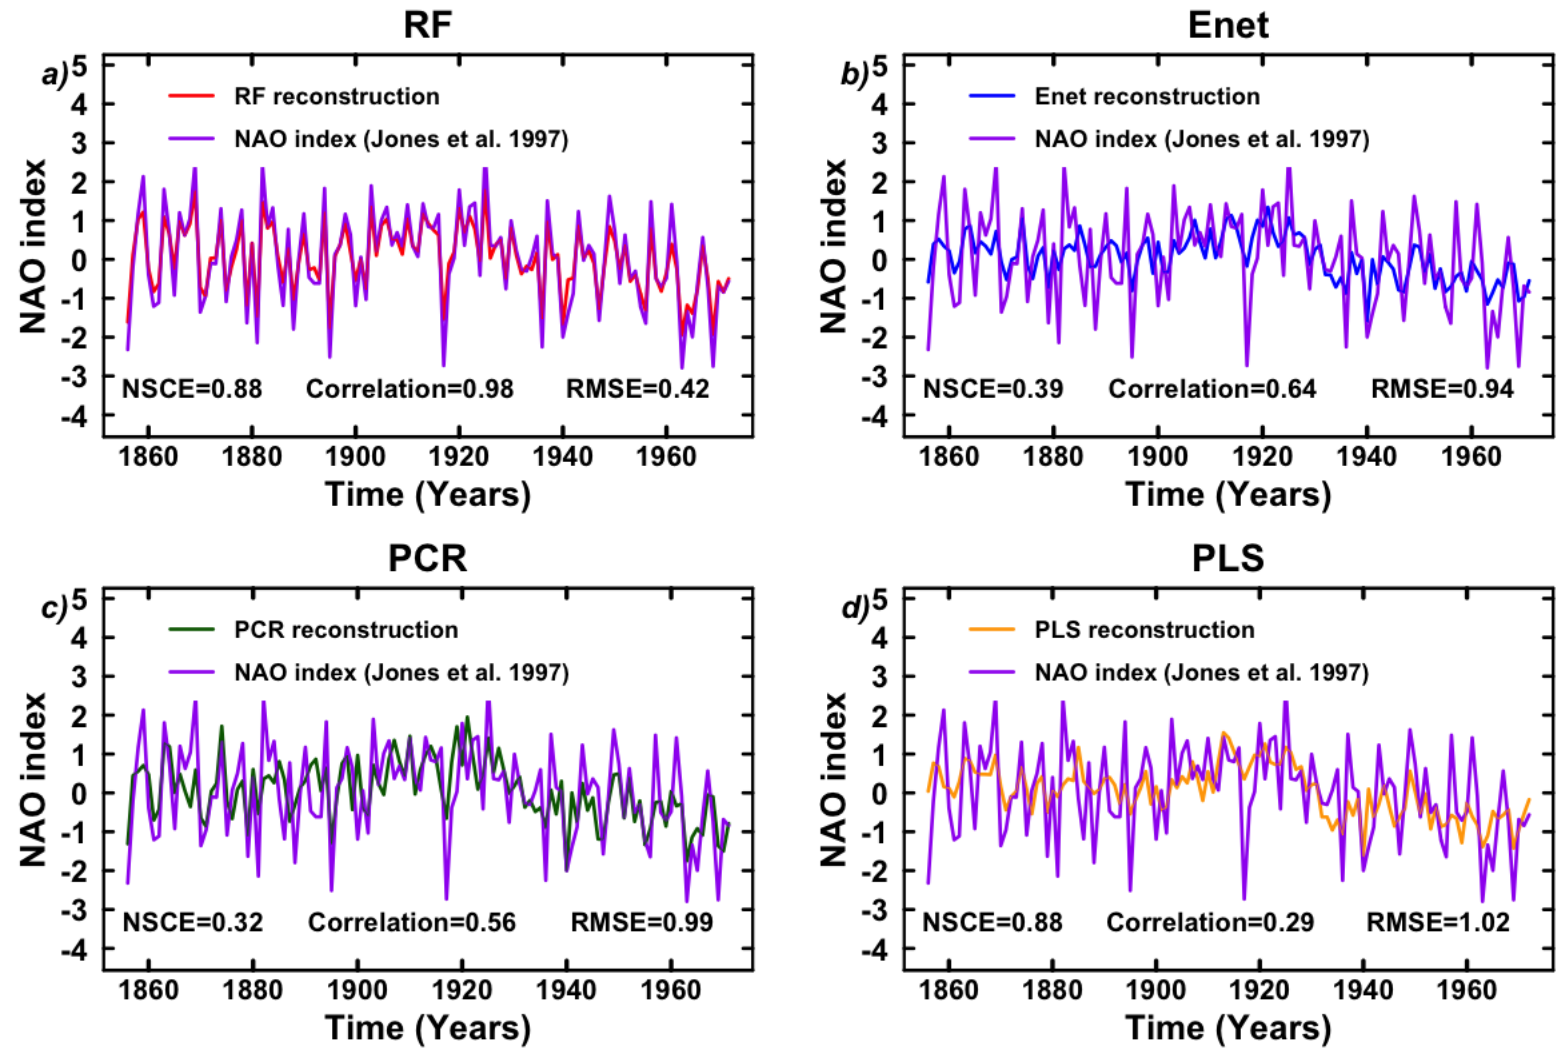 RF
a)
5
4
3
2
1
0
-1
-2
-3
-4
NAO index
RF reconstruction
NAO index (Jones et al. 1997)
NSCE=0.88 Correlation=0.98 RMSE=0.42
1860 1880 1900 1920 1940 1960
Time (Years)
Enet
b)
5
4
3
2
1
0
-1
-2
-3
-4
NAO index
Enet reconstruction
NAO index (Jones et al. 1997)
NSCE=0.39 Correlation=0.64 RMSE=0.94
1860 1880 1900 1920 1940 1960
Time (Years)
PCR
c)
5
4
3
2
1
0
-1
-2
-3
-4
NAO index
PCR reconstruction
NAO index (Jones et al. 1997)
NSCE=0.32 Correlation=0.56 RMSE=0.99
1860 1880 1900 1920 1940 1960
Time (Years)
PLS
d)
5
4
3
2
1
0
-1
-2
-3
-4
NAO index
PLS reconstruction
NAO index (Jones et al. 1997)
NSCE=0.88 Correlation=0.29 RMSE=1.02
1860 1880 1900 1920 1940 1960
Time (Years)